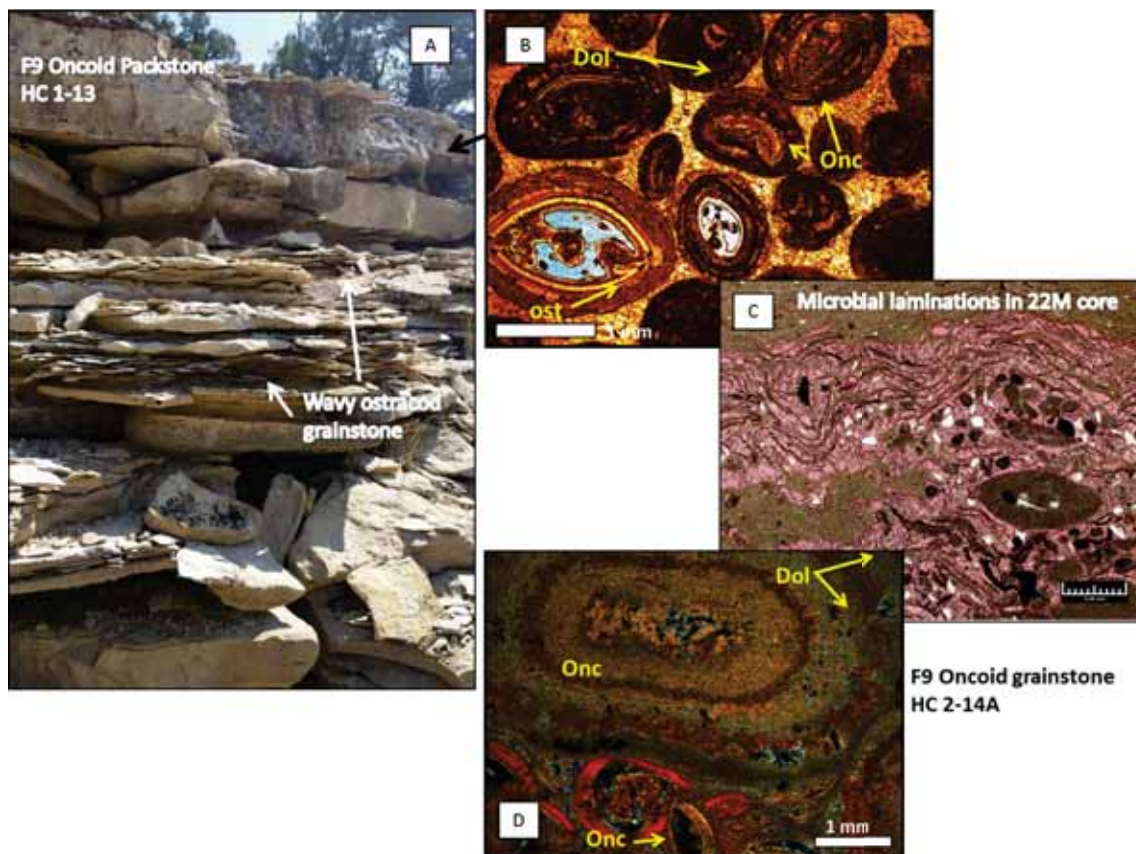 F9 Oncoid Packstone
HC 1-13
A
Wavy ostracod
grainstone
B
Dol
Onc
ost
1 mm
C
Microbial laminations in 22M core
D
Dol
Onc
Onc
1 mm
F9 Oncoid grainstone
HC 2-14A